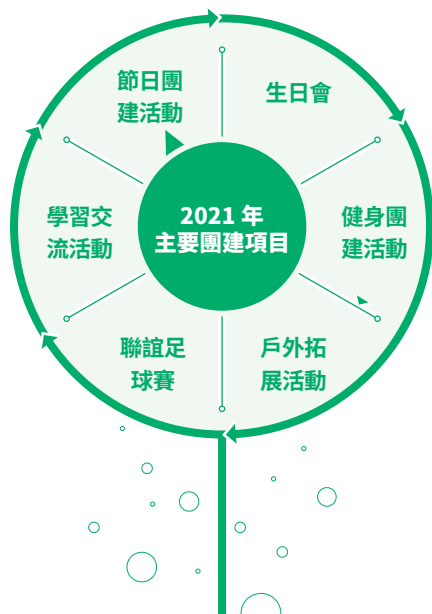 2021 年
主要團建項目
生日會
健身團
建活動
戶外拓
展活動
聯誼足
球賽
學習交
流活動
節日團
建活動